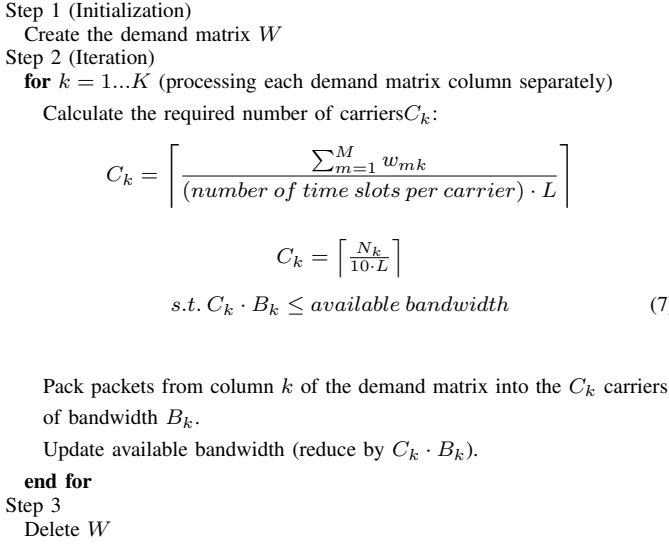 Step 1 (Initialization)
Create the demand matrix W
Step 2 (Iteration)
for k = 1...K (processing each demand matrix column separately)
Calculate the required number of carriersC_k:
C_k = ⌈ \frac{\sum_{m=1}^{M} w_{mk}}{(number of time slots per carrier) · L} ⌉
C_k = ⌈ \frac{N_k}{10·L} ⌉
s.t. C_k · B_k ≤ available bandwidth (7
Pack packets from column k of the demand matrix into the C_k carriers
of bandwidth B_k.
Update available bandwidth (reduce by C_k · B_k).
end for
Step 3
Delete W